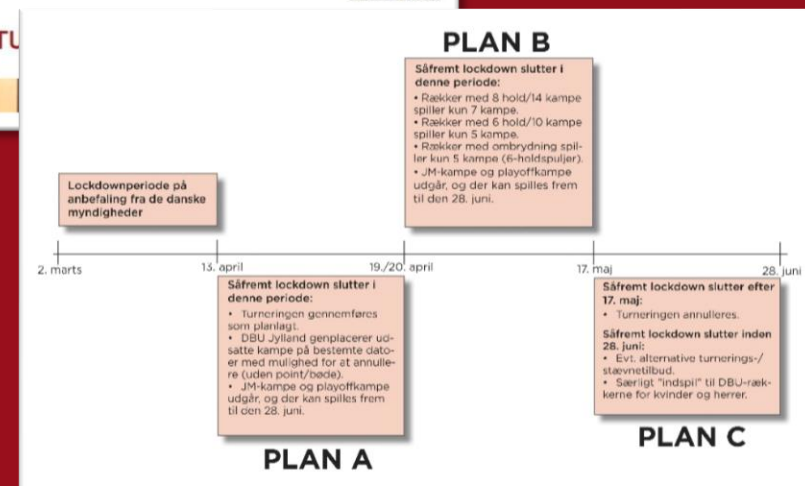 TU
PLAN B
Såfremt lockdown slutter i
denne periode:
• Rækker med 8 hold/14 kampe
spiller kun 7 kampe.
• Rækker med 6 hold/10 kampe
spiller kun 5 kampe.
• Rækker med ombrydning spil-
ler kun 5 kampe (6-holdspuljer).
• JM-kampe og playoffkampe
udgår, og der kan spilles frem
til den 28. juni.
Lockdownperiode på
anbefaling fra de danske
myndigheder
2. marts
13. april
19./20. april
17. maj
28. juni
Såfremt lockdown slutter i
denne periode:
• Turneringen gennemføres
som planlagt.
• DBU Jylland genplacerer ud-
satte kampe på bestemte dato-
er med mulighed for at annulle-
re (uden point/bøde).
• JM-kampe og playoffkampe
udgår, og der kan spilles frem
til den 28. juni.
PLAN A
Såfremt lockdown slutter efter
17. maj:
• Turneringen annulleres.
Såfremt lockdown slutter inden
28. juni:
• Evt. alternative turnerings-/
stævnetilbud.
• Særligt "indspil" til DBU-ræk-
kerne for kvinder og herrer.
PLAN C